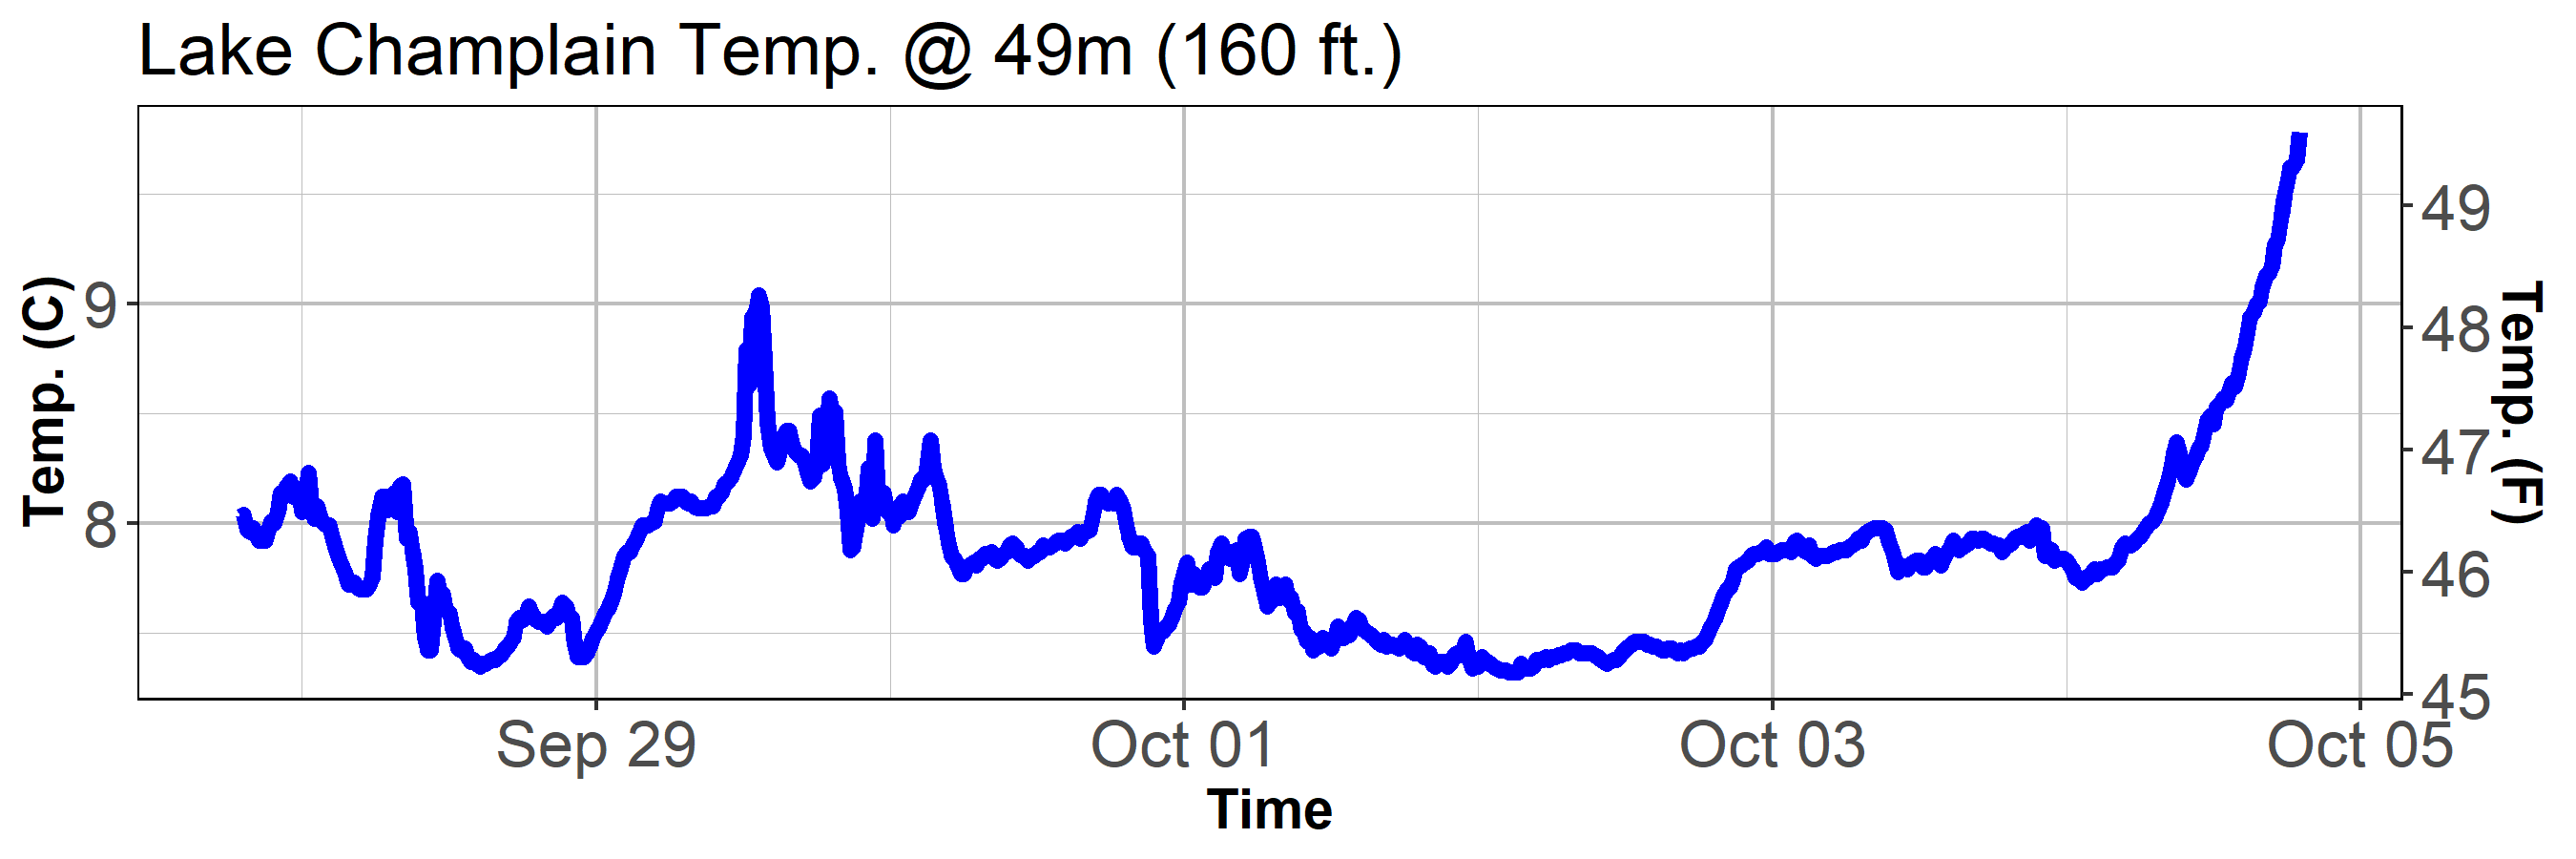 Lake Champlain Temp. @ 49m (160 ft.)
Temp. (C)
9
8
49
48
47
46
45
Temp. (F)
Sep 29
Oct 01
Oct 03
Oct 05
Time